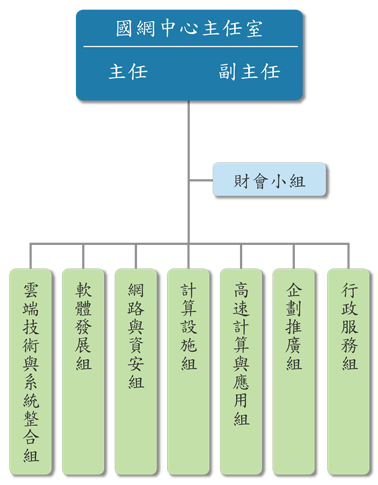 國網中心主任室
主任 副主任
財會小組
雲端技術與系統整合組
軟體發展組
網路與資安組
計算設施組
高速計算與應用組
企劃推廣組
行政服務組